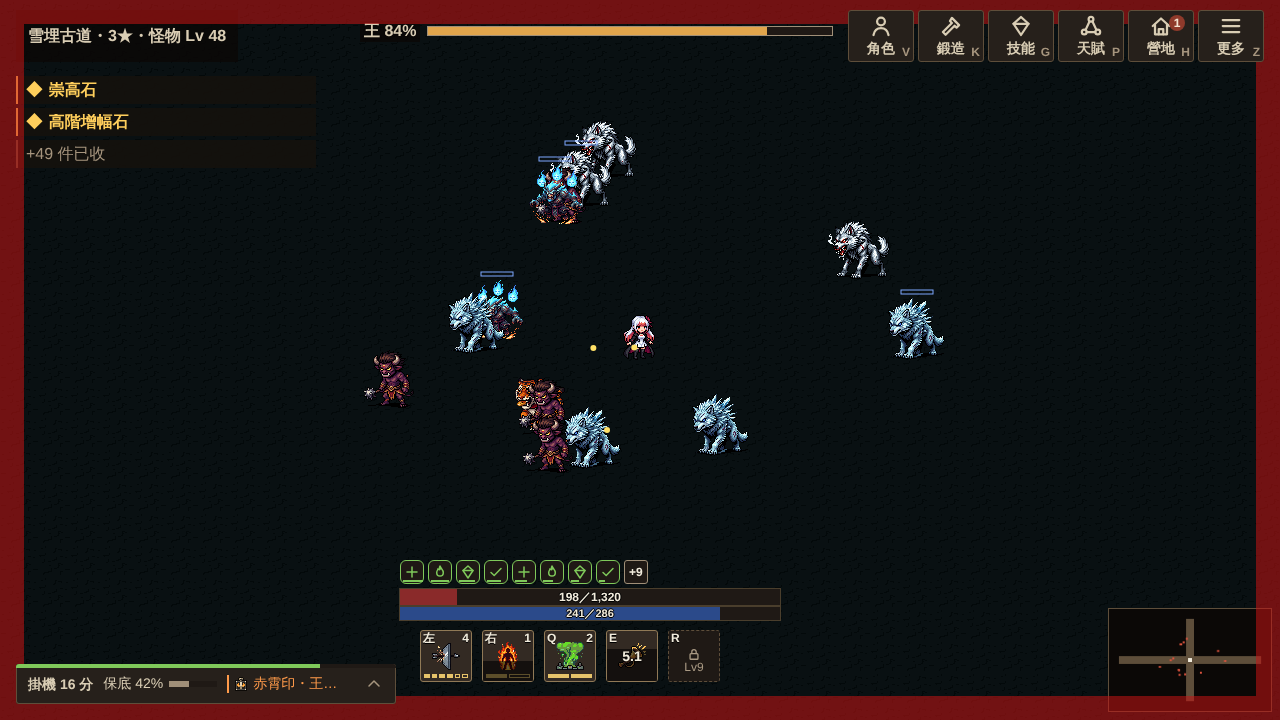 雪埋古道・3★・怪物 Lv 48
王 84%
角色 V
鍛造 K
技能 G
天賦 P
1
營地 H
更多 Z
崇高石
高階增幅石
+49 件已收
+9
198／1,320
241／286
左 4
右 1
Q 2
E 5.1
R Lv9
掛機 16 分 保底 42% 赤霄印・王…